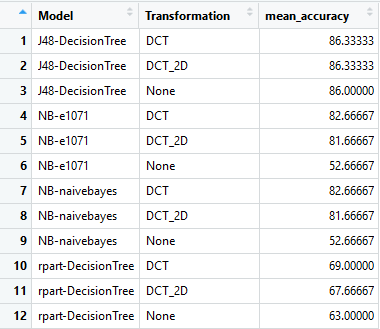 Model Transformation mean_accuracy
1 J48-DecisionTree DCT 86.33333
2 J48-DecisionTree DCT_2D 86.33333
3 J48-DecisionTree None 86.00000
4 NB-e1071 DCT 82.66667
5 NB-e1071 DCT_2D 81.66667
6 NB-e1071 None 52.66667
7 NB-naivebayes DCT 82.66667
8 NB-naivebayes DCT_2D 81.66667
9 NB-naivebayes None 52.66667
10 rpart-DecisionTree DCT 69.00000
11 rpart-DecisionTree DCT_2D 67.66667
12 rpart-DecisionTree None 63.00000